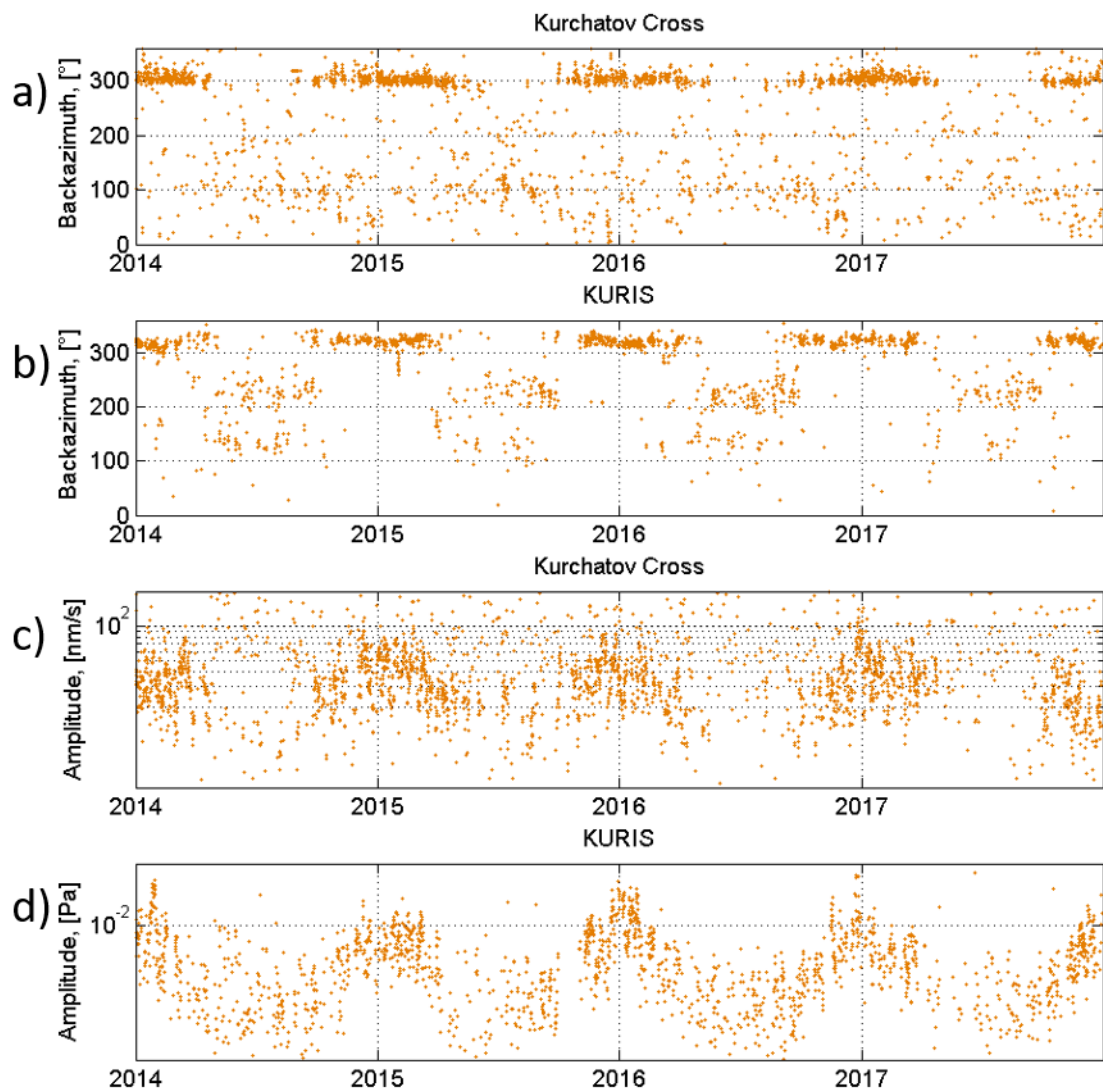 Kurchatov Cross
a)
Backazimuth, [°]
300
200
100
0
2014 2015 2016 2017
KURIS
b)
Backazimuth, [°]
300
200
100
0
2014 2015 2016 2017
Kurchatov Cross
c)
Amplitude, [nm/s]
10²
2014 2015 2016 2017
KURIS
d)
Amplitude, [Pa]
10⁻²
2014 2015 2016 2017